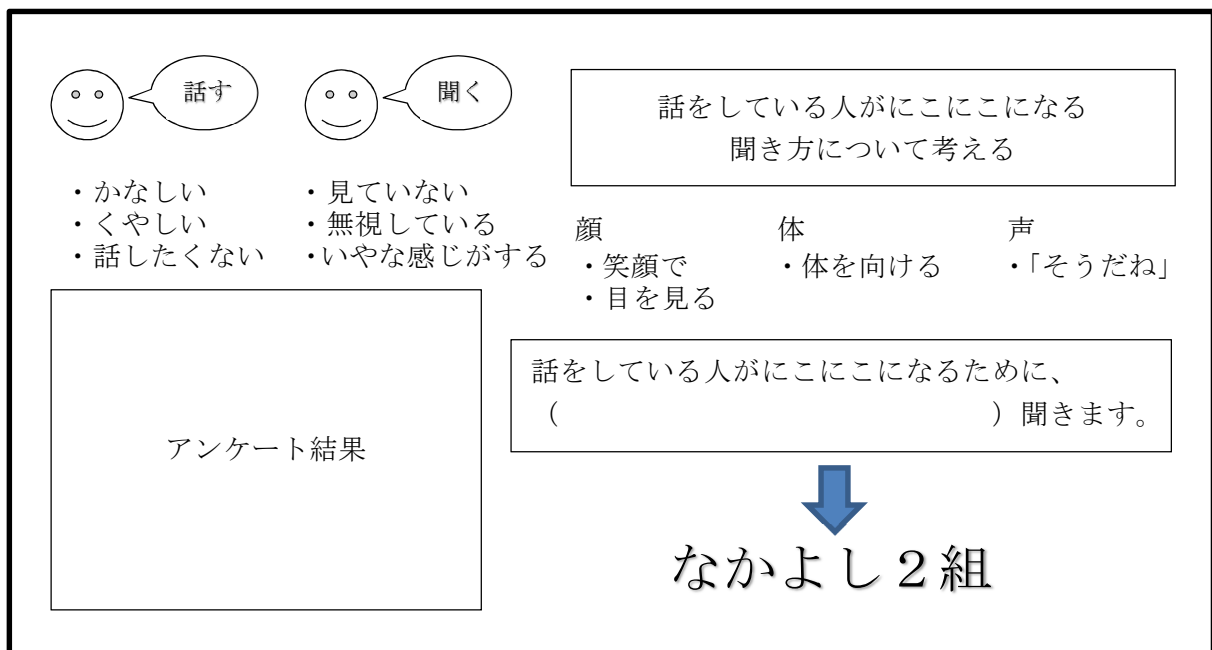 話す
聞く
・かなしい
・くやしい
・話したくない
・見ていない
・無視している
・いやな感じがする
アンケート結果
話をしている人がにこにこになる
聞き方について考える
顔
・笑顔で
・目を見る
体
・体を向ける
声
・「そうだね」
話をしている人がにこにこになるために、
（　　　　　　　　　　　　　　　　　）聞きます。
なかよし２組